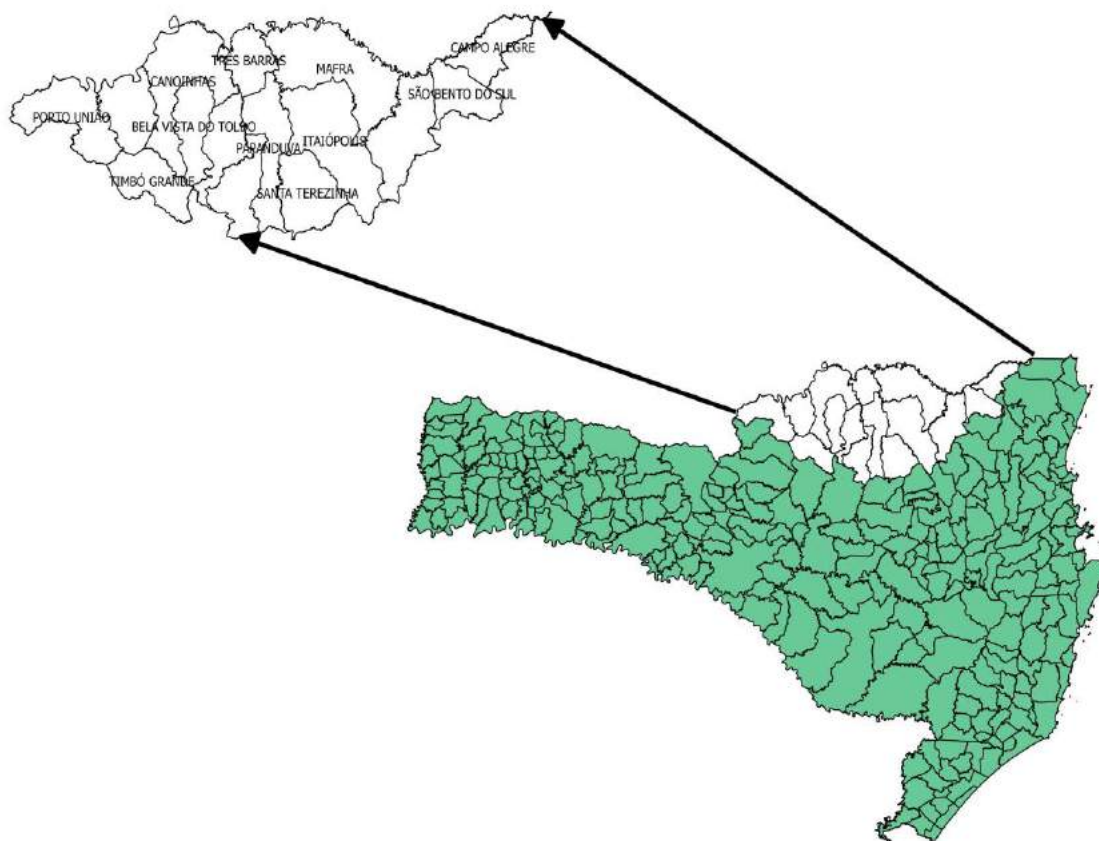 CAMPO ALEGRE
TRÊS BARRAS
MAFRA
CANOINHAS
SÃO BENTO DO SUL
PORTO UNIÃO
BELA VISTA DO TOLDO
ITAIÓPOLIS
PAPANDUVA
TIMBÓ GRANDE
SANTA TEREZINHA